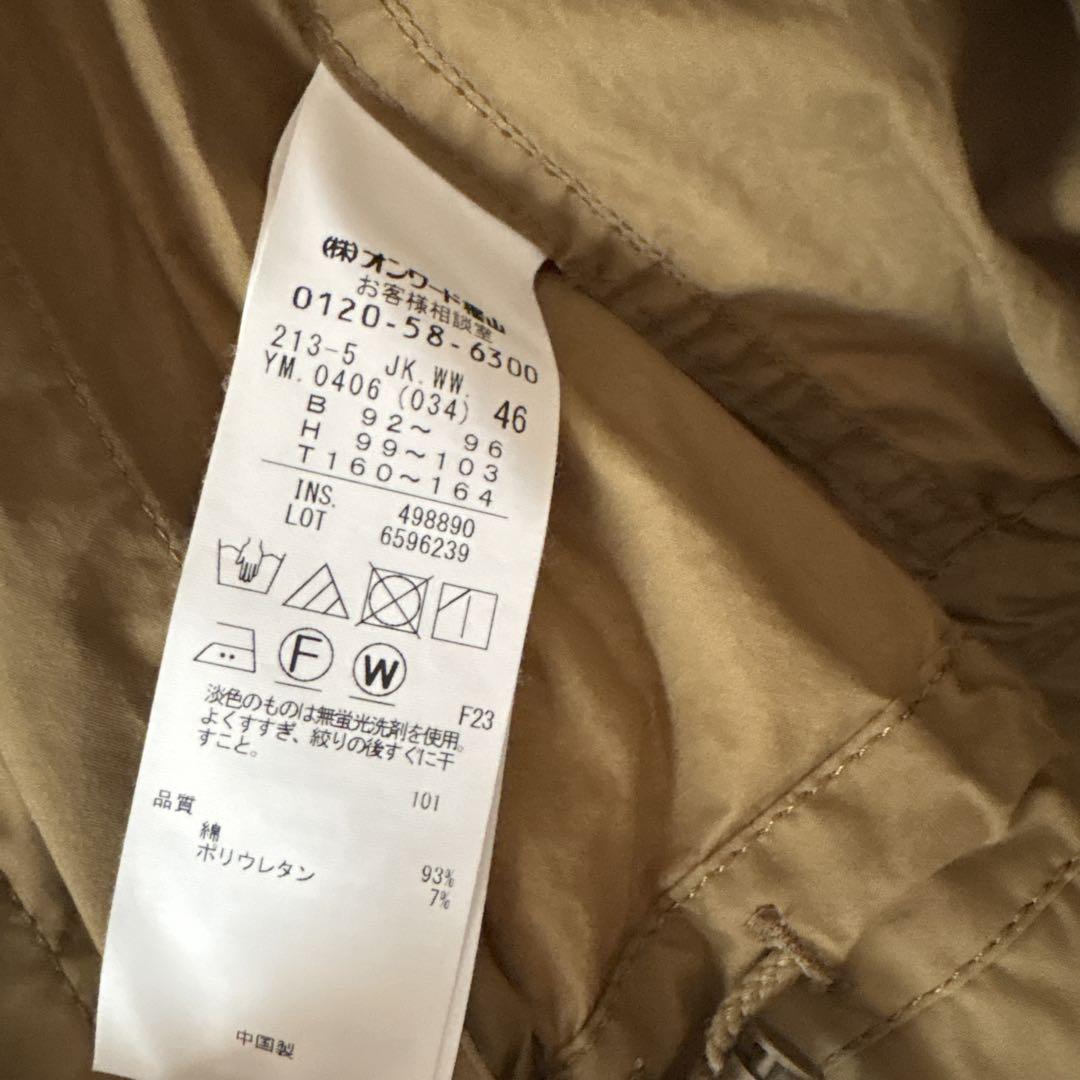 (株)オンワード樫山
お客様相談室
0120-58-6300
213-5 JK.WW.
YM.0406(034) 46
B 92～ 96
H 99～103
T160～164
INS. 498890
LOT 6596239
F W
F23
淡色のものは無蛍光洗剤を使用。
よくすすぎ、絞りの後すぐに干
すこと。
101
品質
綿 93%
ポリウレタン 7%
中国製